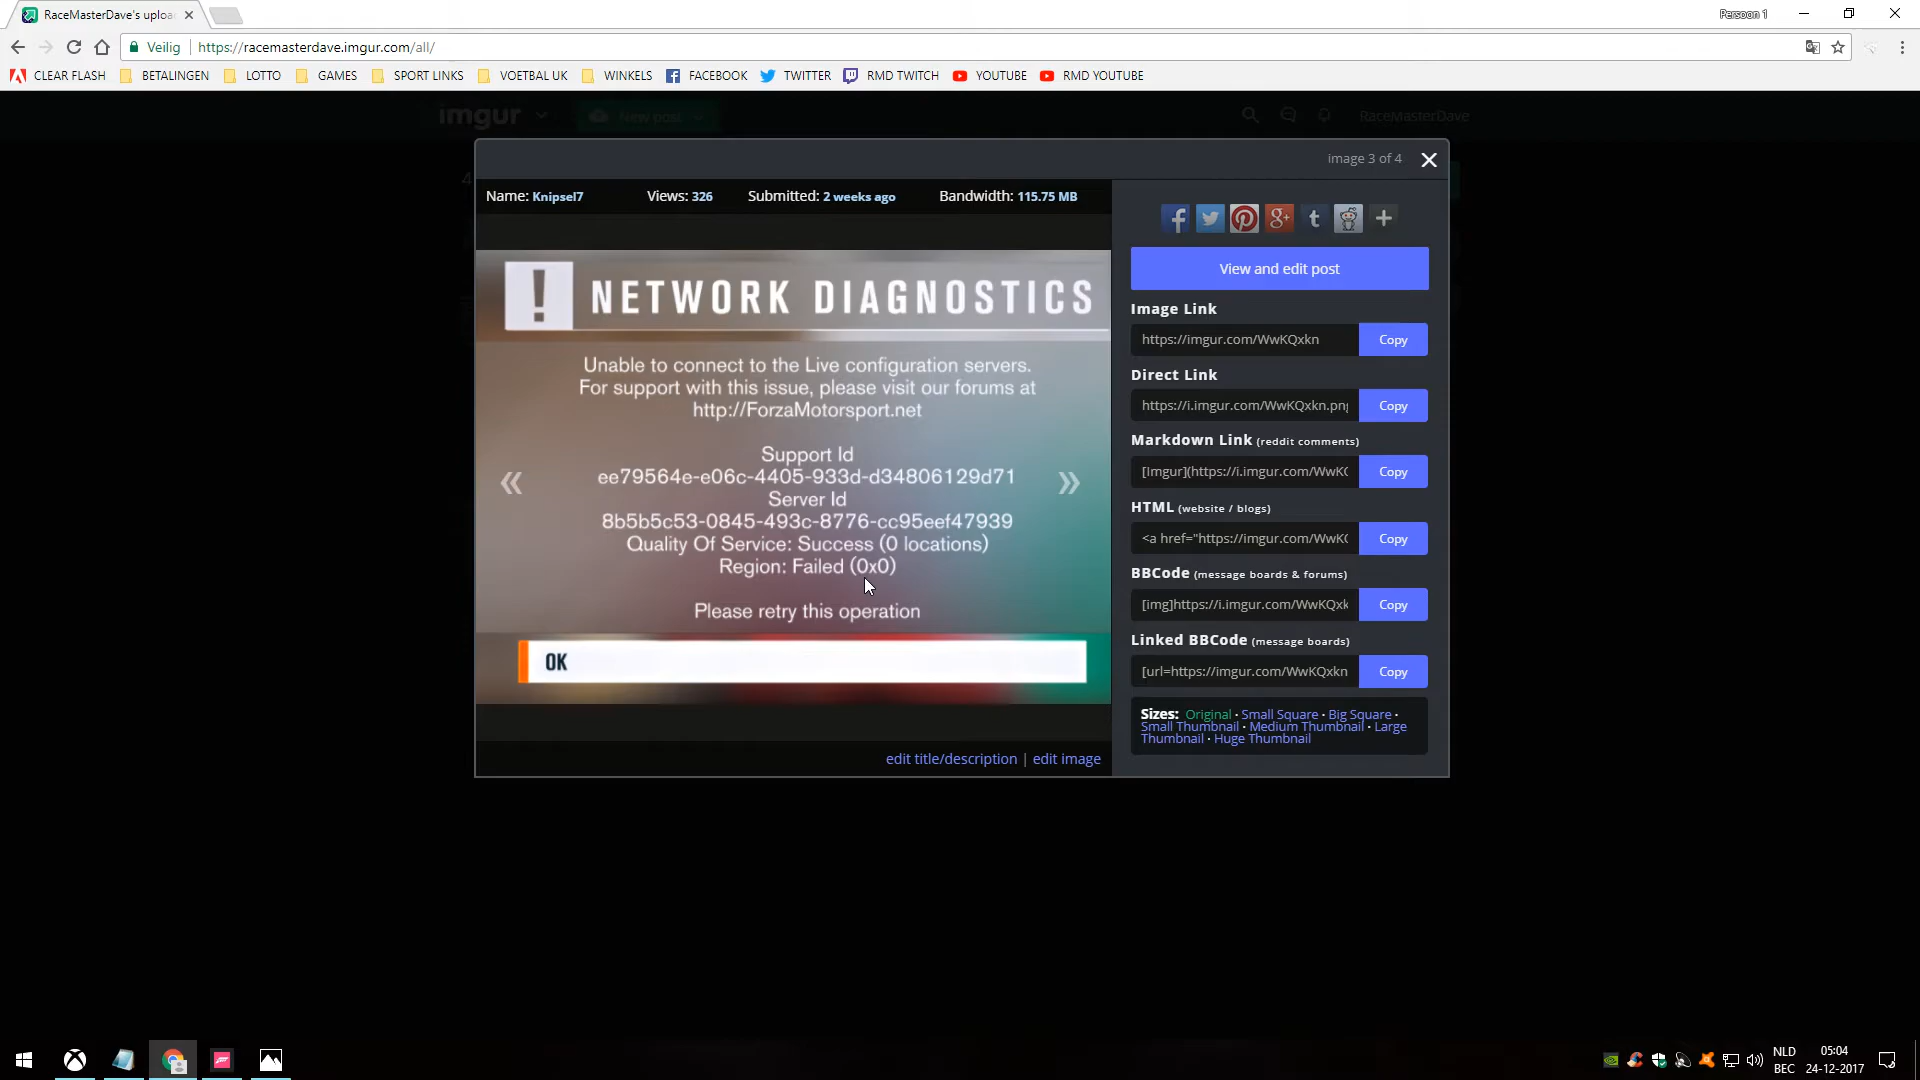 RaceMasterDave's uploa
Persoon 1
Veilig
https://racemasterdave.imgur.com/all/
CLEAR FLASH
BETALINGEN
LOTTO
GAMES
SPORT LINKS
VOETBAL UK
WINKELS
FACEBOOK
TWITTER
RMD TWITCH
YOUTUBE
RMD YOUTUBE
imgur
New post
RaceMasterDave
image 3 of 4
Name: Knipsel7
Views: 326
Submitted: 2 weeks ago
Bandwidth: 115.75 MB
! NETWORK DIAGNOSTICS
Unable to connect to the Live configuration servers.
For support with this issue, please visit our forums at
http://ForzaMotorsport.net
Support Id
ee79564e-e06c-4405-933d-d34806129d71
Server Id
8b5b5c53-0845-493c-8776-cc95eef47939
Quality Of Service: Success (0 locations)
Region: Failed (0x0)
Please retry this operation
OK
edit title/description | edit image
View and edit post
Image Link
https://imgur.com/WwKQxkn
Copy
Direct Link
https://i.imgur.com/WwKQxkn.png
Copy
Markdown Link (reddit comments)
[Imgur](https://i.imgur.com/WwK
Copy
HTML (website / blogs)
<a href="https://imgur.com/WwK
Copy
BBCode (message boards & forums)
[img]https://i.imgur.com/WwKQxk
Copy
Linked BBCode (message boards)
[url=https://imgur.com/WwKQxkn
Copy
Sizes: Original · Small Square · Big Square ·
Small Thumbnail · Medium Thumbnail · Large
Thumbnail · Huge Thumbnail
NLD
BEC
05:04
24-12-2017